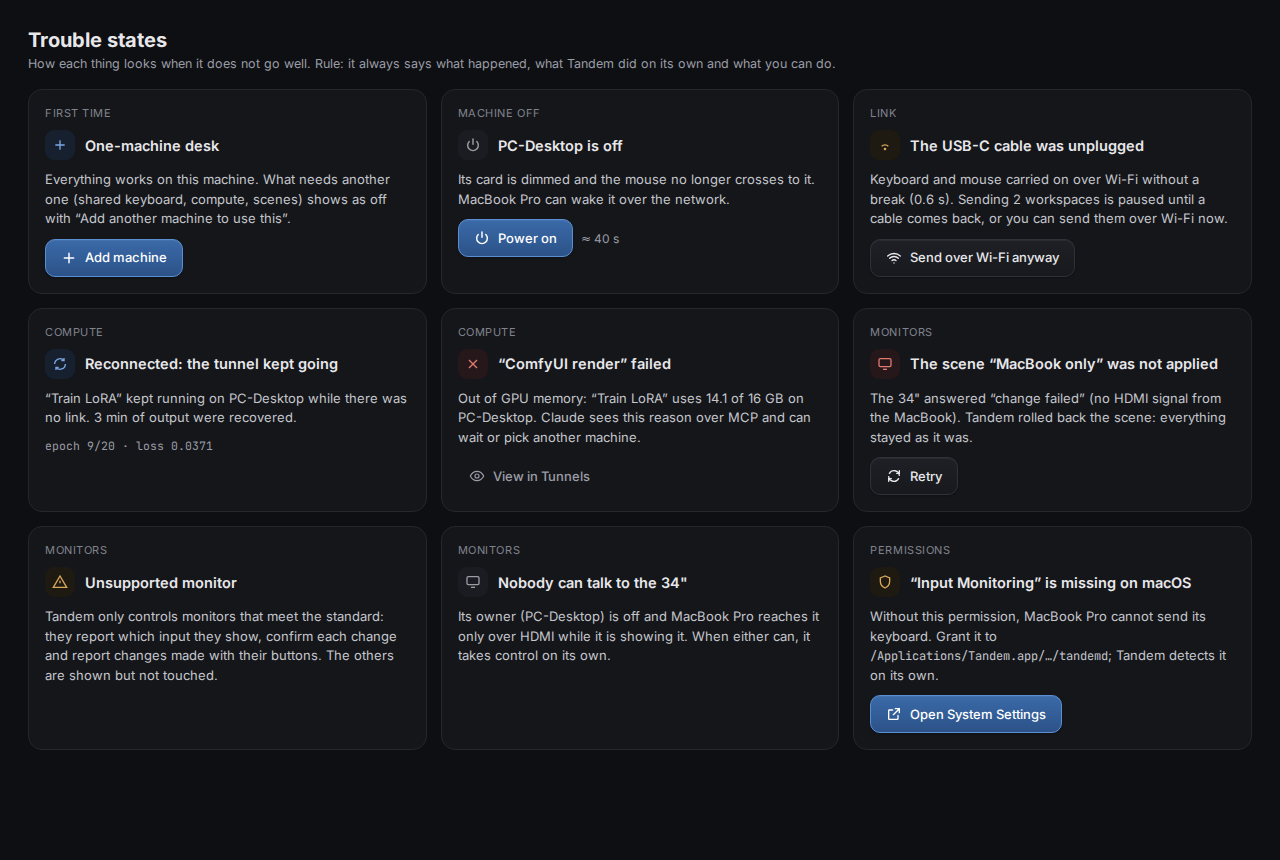 Trouble states
How each thing looks when it does not go well. Rule: it always says what happened, what Tandem did on its own and what you can do.
FIRST TIME
One-machine desk
Everything works on this machine. What needs another
one (shared keyboard, compute, scenes) shows as off
with “Add another machine to use this”.
Add machine
MACHINE OFF
PC-Desktop is off
Its card is dimmed and the mouse no longer crosses to it.
MacBook Pro can wake it over the network.
Power on
≈ 40 s
LINK
The USB-C cable was unplugged
Keyboard and mouse carried on over Wi-Fi without a
break (0.6 s). Sending 2 workspaces is paused until a
cable comes back, or you can send them over Wi-Fi now.
Send over Wi-Fi anyway
COMPUTE
Reconnected: the tunnel kept going
“Train LoRA” kept running on PC-Desktop while there was
no link. 3 min of output were recovered.
epoch 9/20 · loss 0.0371
COMPUTE
“ComfyUI render” failed
Out of GPU memory: “Train LoRA” uses 14.1 of 16 GB on
PC-Desktop. Claude sees this reason over MCP and can
wait or pick another machine.
View in Tunnels
MONITORS
The scene “MacBook only” was not applied
The 34" answered “change failed” (no HDMI signal from
the MacBook). Tandem rolled back the scene: everything
stayed as it was.
Retry
MONITORS
Unsupported monitor
Tandem only controls monitors that meet the standard:
they report which input they show, confirm each change
and report changes made with their buttons. The others
are shown but not touched.
MONITORS
Nobody can talk to the 34"
Its owner (PC-Desktop) is off and MacBook Pro reaches it
only over HDMI while it is showing it. When either can, it
takes control on its own.
PERMISSIONS
“Input Monitoring” is missing on macOS
Without this permission, MacBook Pro cannot send its
keyboard. Grant it to
/Applications/Tandem.app/…/tandemd; Tandem detects it
on its own.
Open System Settings